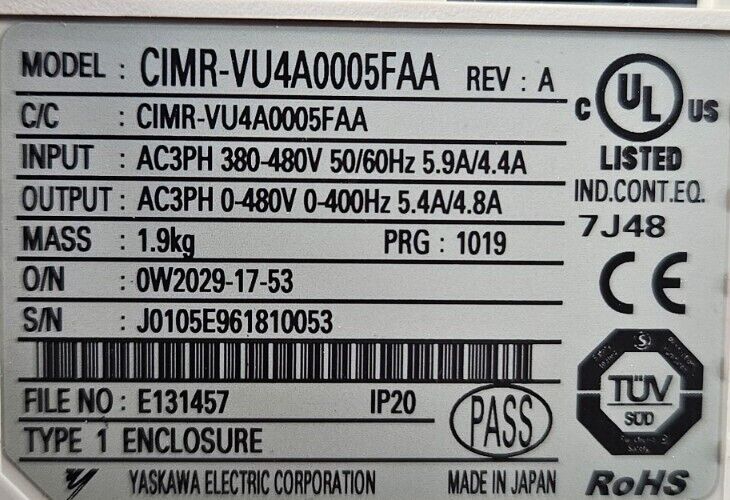 MODEL : CIMR-VU4A0005FAA REV : A
C/C : CIMR-VU4A0005FAA
INPUT : AC3PH 380-480V 50/60Hz 5.9A/4.4A
OUTPUT : AC3PH 0-480V 0-400Hz 5.4A/4.8A
MASS : 1.9kg PRG : 1019
O/N : 0W2029-17-53
S/N : J0105E961810053
FILE NO : E131457 IP20
TYPE 1 ENCLOSURE
PASS
YASKAWA ELECTRIC CORPORATION MADE IN JAPAN
C UL US
LISTED
IND.CONT.EQ.
7J48
CE
TÜV
SÜD
RoHS